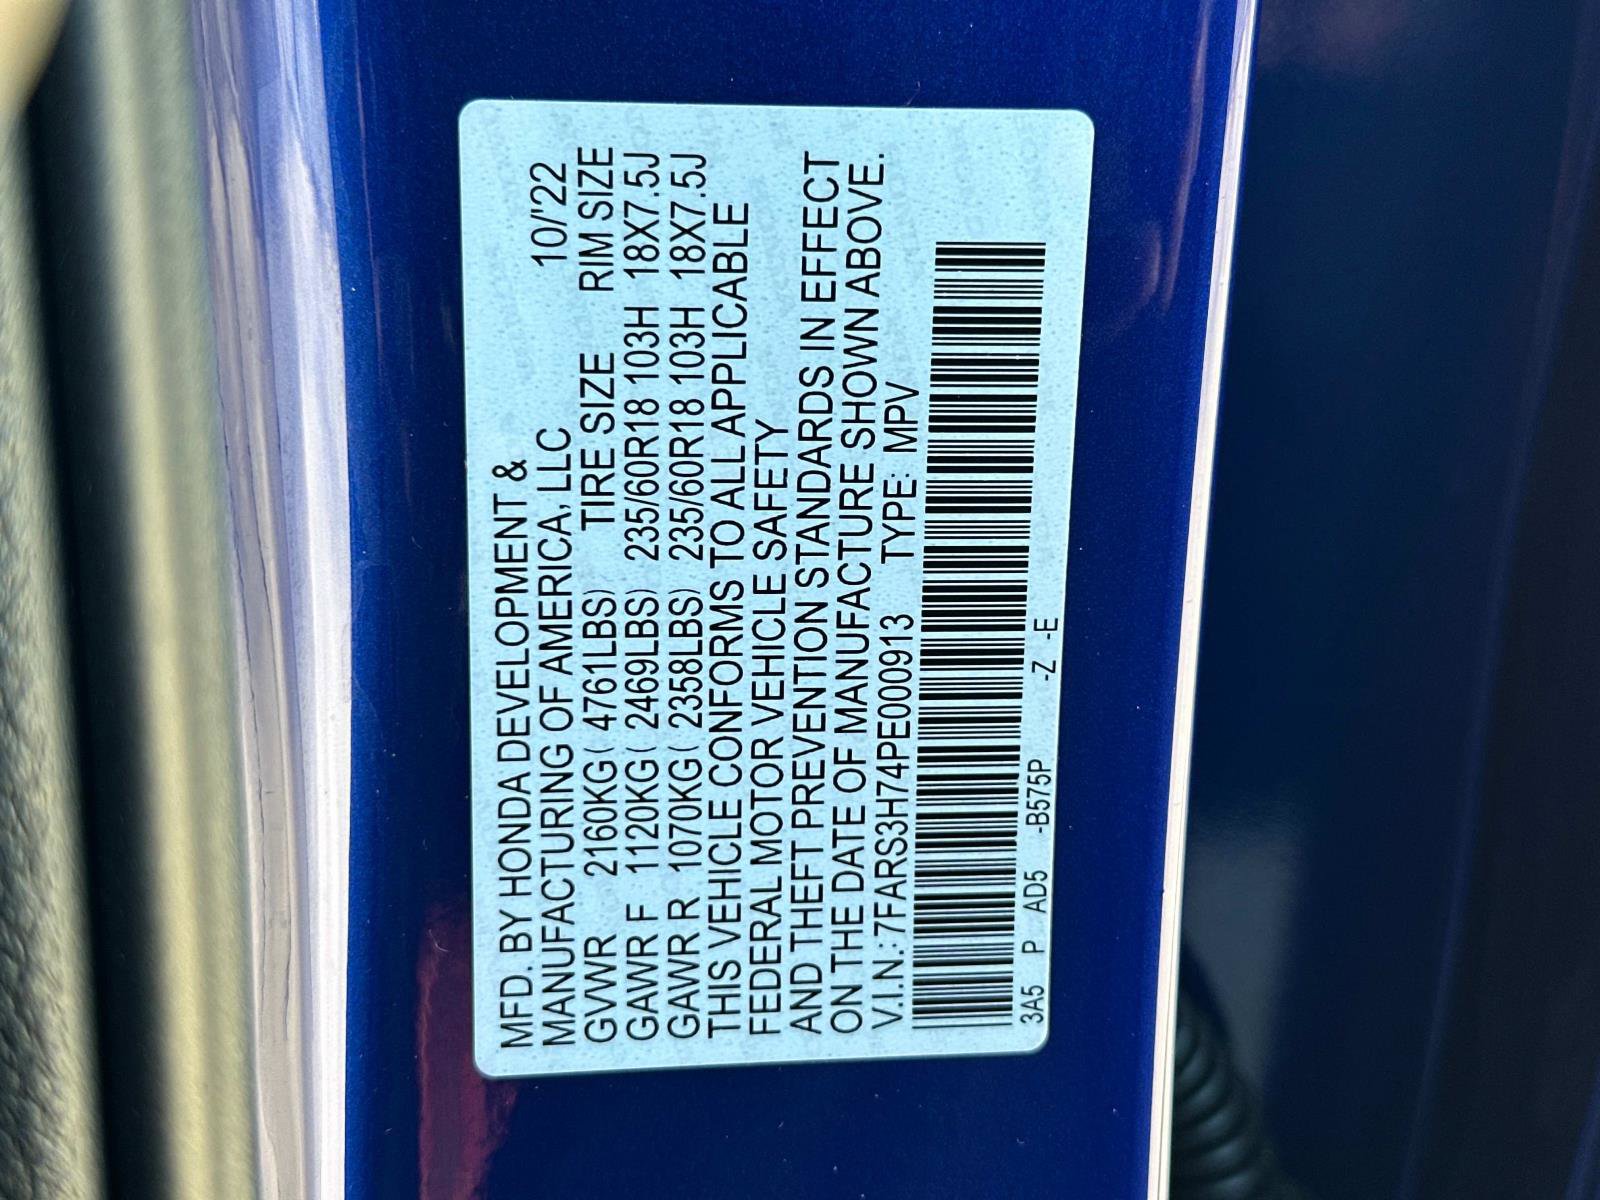 MFD. BY HONDA DEVELOPMENT &
MANUFACTURING OF AMERICA, LLC 10/'22
GVWR 2160KG( 4761LBS) TIRE SIZE RIM SIZE
GAWR F 1120KG( 2469LBS) 235/60R18 103H 18X7.5J
GAWR R 1070KG( 2358LBS) 235/60R18 103H 18X7.5J
THIS VEHICLE CONFORMS TO ALL APPLICABLE
FEDERAL MOTOR VEHICLE SAFETY
AND THEFT PREVENTION STANDARDS IN EFFECT
ON THE DATE OF MANUFACTURE SHOWN ABOVE.
V.I.N.: 7FARS3H74PE000913 TYPE: MPV
3A5 P AD5 -B575P -Z -E